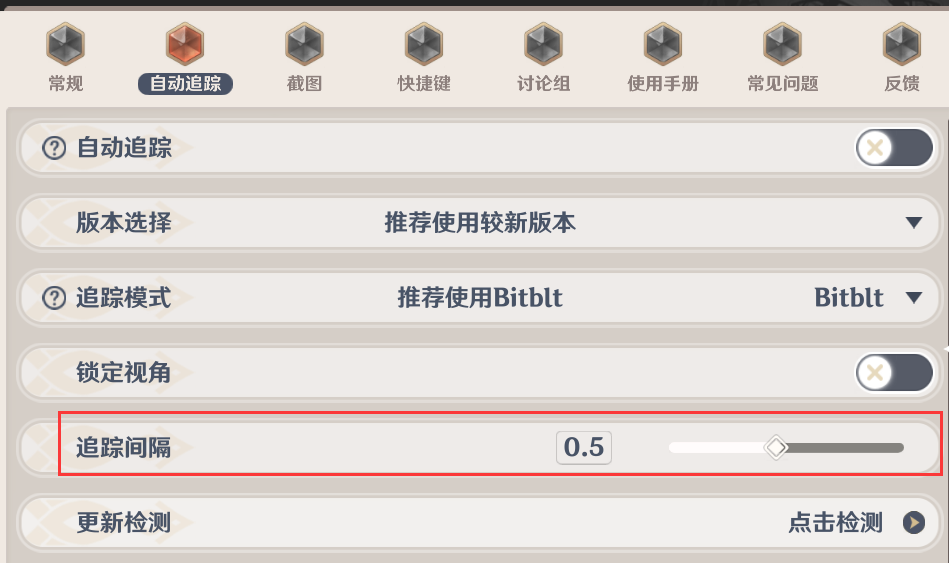 常规 自动追踪 截图 快捷键 讨论组 使用手册 常见问题 反馈
自动追踪
版本选择 推荐使用较新版本
追踪模式 推荐使用Bitblt Bitblt
锁定视角
追踪间隔 0.5
更新检测 点击检测